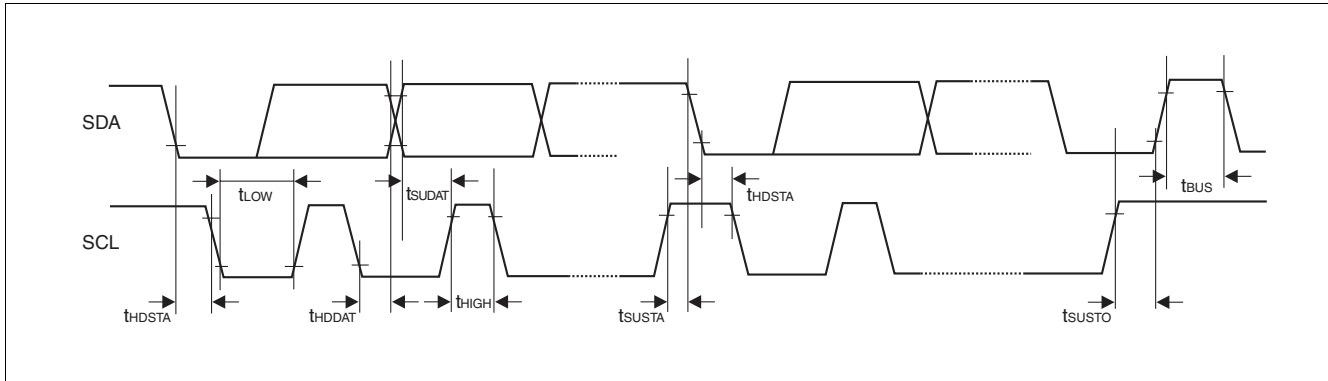 SDA
tLOW
tSUDAT
tHDSTA
tBUS
SCL
tHDSTA
tHDDAT
tHIGH
tSUSTA
tSUSTO